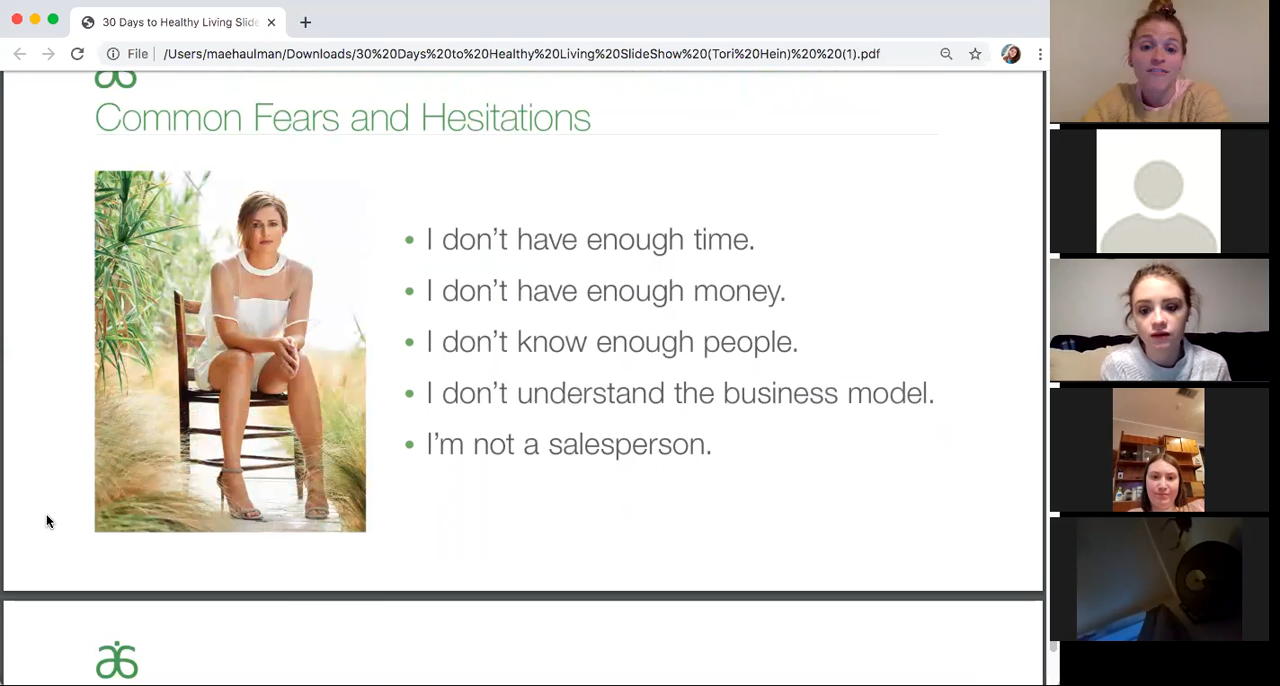 30 Days to Healthy Living Slide
File
/Users/maehaulman/Downloads/30%20Days%20to%20Healthy%20Living%20SlideShow%20(Tori%20Hein)%20%20(1).pdf
Common Fears and Hesitations
• I don’t have enough time.
• I don’t have enough money.
• I don’t know enough people.
• I don’t understand the business model.
• I’m not a salesperson.